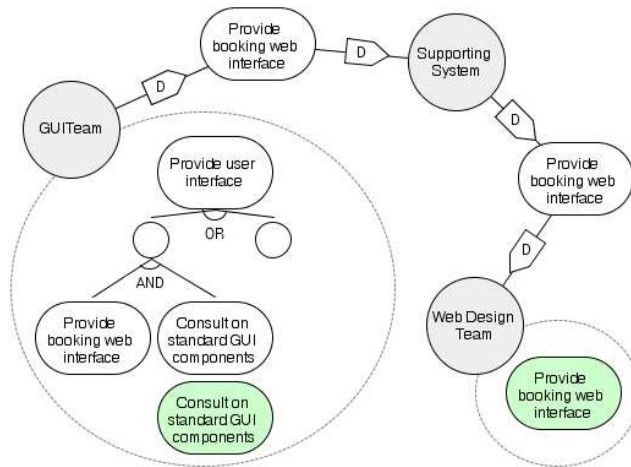 Provide
booking web
interface
D
Supporting
System
D
GUITeam
D
Provide
booking web
interface
Provide user
interface
OR
AND
D
Provide
booking web
interface
Consult on
standard GUI
components
Web Design
Team
Consult on
standard GUI
components
Provide
booking web
interface